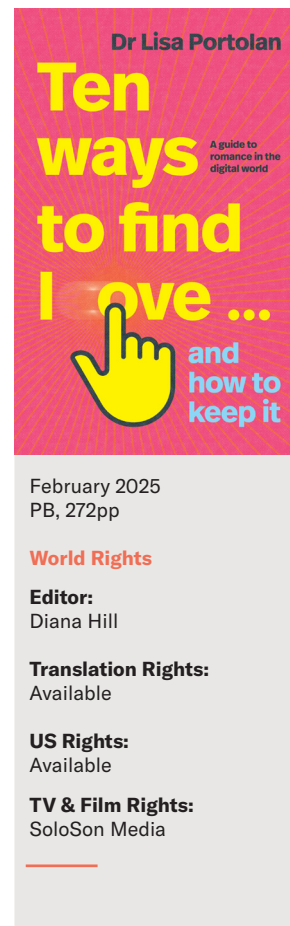 Dr Lisa Portolan
Ten
ways
A guide to
romance in the
digital world
to find
l ove ...
and
how to
keep it
February 2025
PB, 272pp
World Rights
Editor:
Diana Hill
Translation Rights:
Available
US Rights:
Available
TV & Film Rights:
SoloSon Media